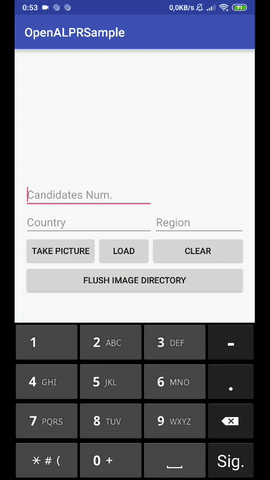 0:53 0,0KB/s 99
OpenALPRSample
Candidates Num.
Country Region
TAKE PICTURE LOAD CLEAR
FLUSH IMAGE DIRECTORY
1 2 ABC 3 DEF -
4 GHI 5 JKL 6 MNO .
7 PQRS 8 TUV 9 WXYZ
* # ( 0 + Sig.